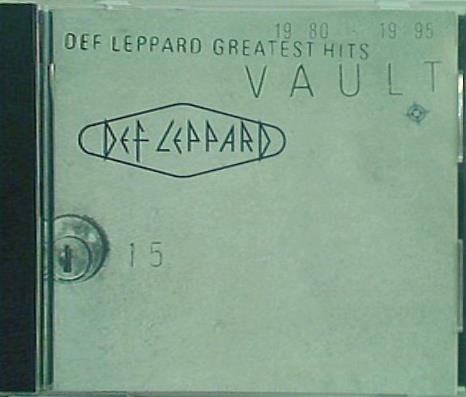 19 80 - 19 95
DEF LEPPARD GREATEST HITS
VAULT
DEF LEPPARD
15